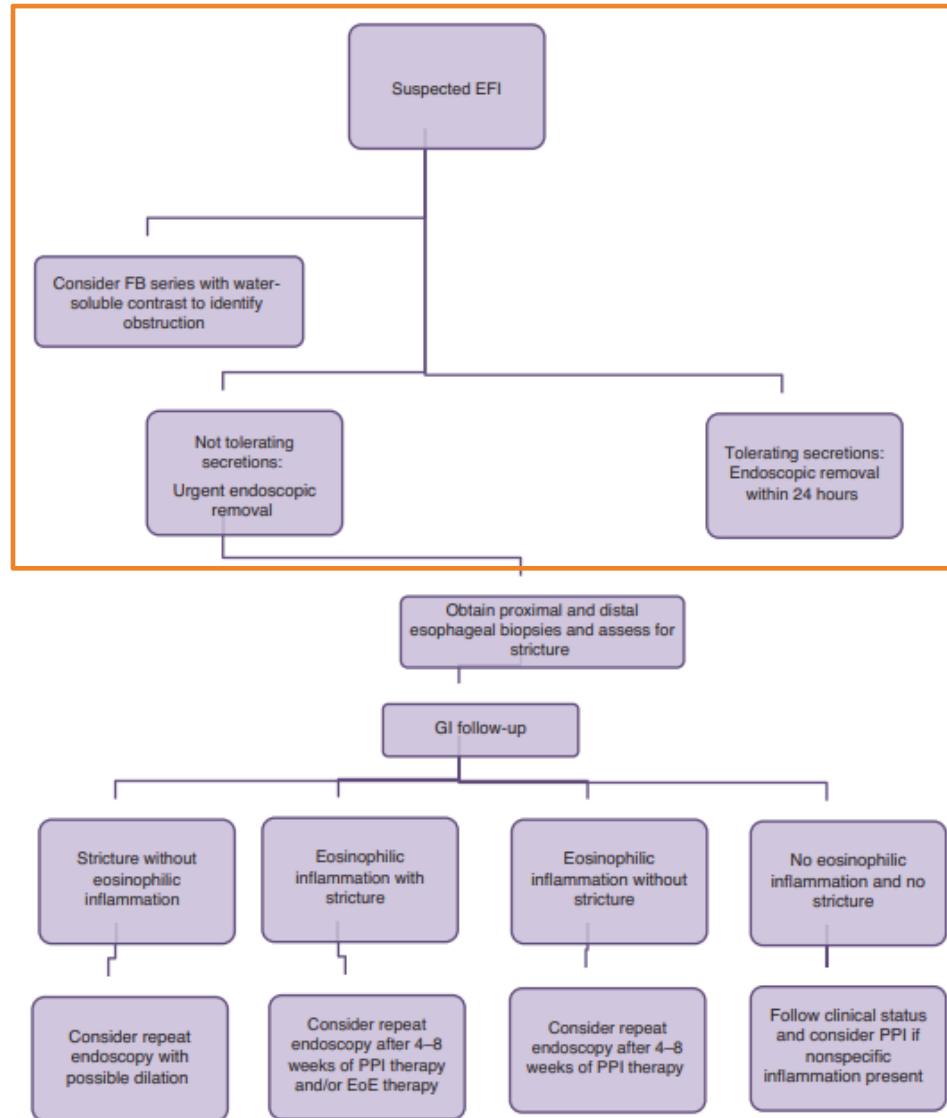 Suspected EFI
Consider FB series with water-
soluble contrast to identify
obstruction
Not tolerating
secretions:
Urgent endoscopic
removal
Tolerating secretions:
Endoscopic removal
within 24 hours
Obtain proximal and distal
esophageal biopsies and assess for
stricture
GI follow-up
Stricture without
eosinophilic
inflammation
Eosinophilic
inflammation with
stricture
Eosinophilic
inflammation without
stricture
No eosinophilic
inflammation and no
stricture
Consider repeat
endoscopy with
possible dilation
Consider repeat
endoscopy after 4–8
weeks of PPI therapy
and/or EoE therapy
Consider repeat
endoscopy after 4–8
weeks of PPI therapy
Follow clinical status
and consider PPI if
nonspecific
inflammation present